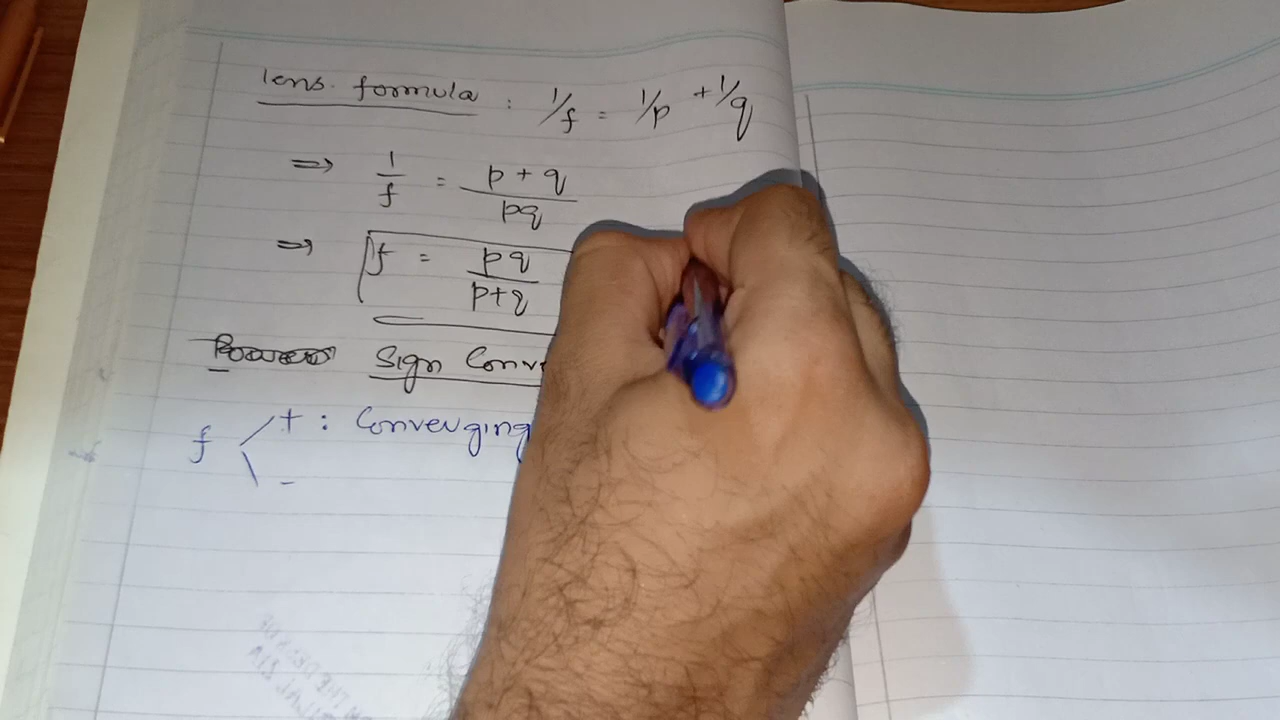 lens. formula : 1/f = 1/p + 1/q
⇒ 1/f = p + q / pq
⇒ f = pq / p+q
Sign Conv
f + : Converging
-